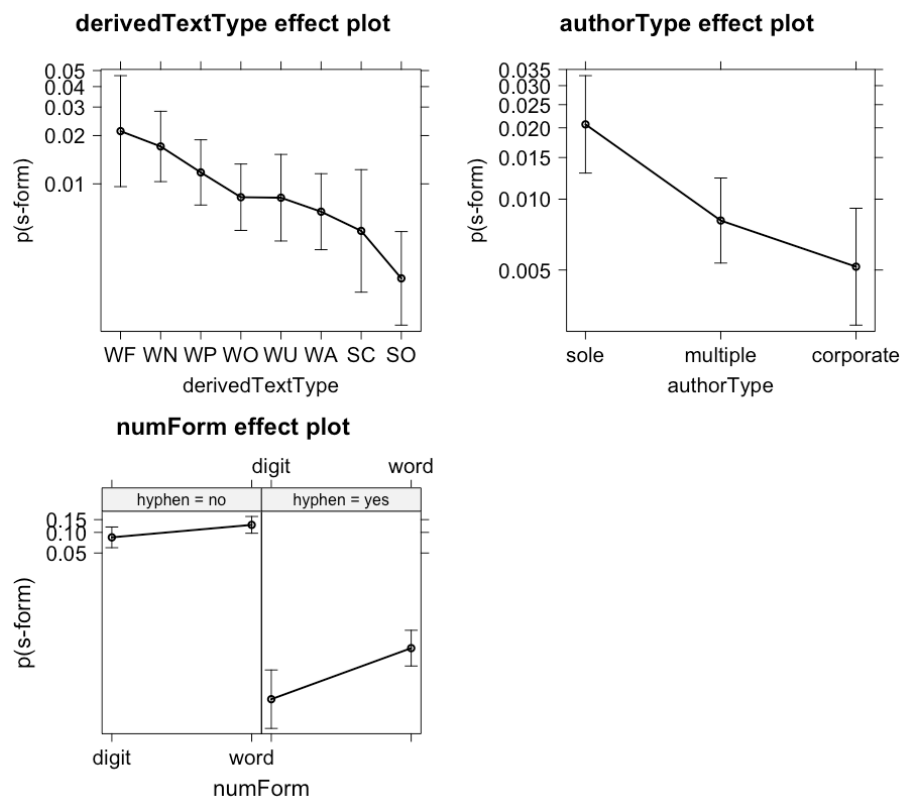 derivedTextType effect plot
p(s-form)
0.05
0.04
0.03
0.02
0.01
WF WN WP WO WU WA SC SO
derivedTextType
authorType effect plot
p(s-form)
0.035
0.030
0.025
0.020
0.015
0.010
0.005
sole multiple corporate
authorType
numForm effect plot
digit word
hyphen = no hyphen = yes
p(s-form)
0.15
0.10
0.05
digit word
numForm